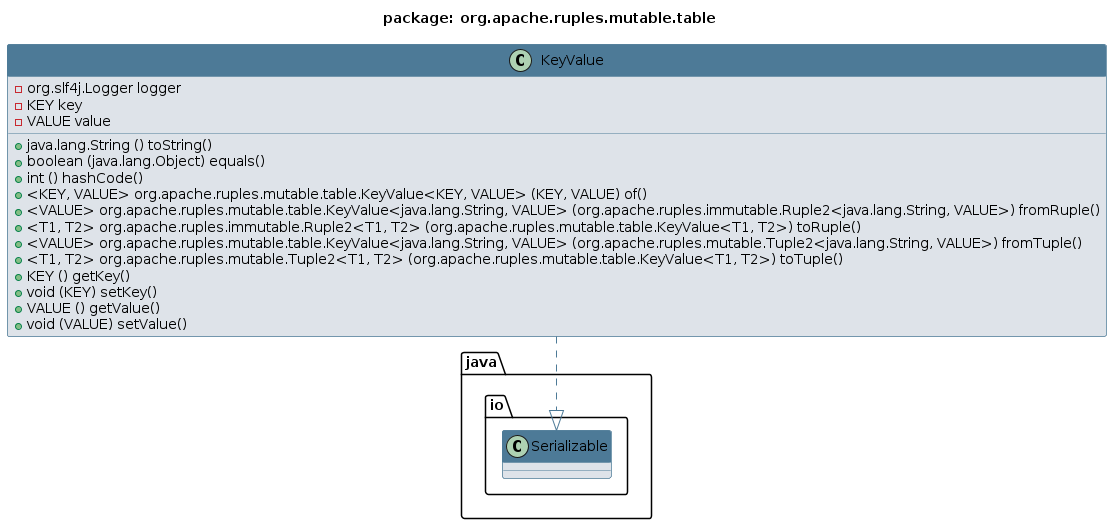 package: org.apache.ruples.mutable.table
C KeyValue
org.slf4j.Logger logger
KEY key
VALUE value
java.lang.String () toString()
boolean (java.lang.Object) equals()
int () hashCode()
<KEY, VALUE> org.apache.ruples.mutable.table.KeyValue<KEY, VALUE> (KEY, VALUE) of()
<VALUE> org.apache.ruples.mutable.table.KeyValue<java.lang.String, VALUE> (org.apache.ruples.immutable.Ruple2<java.lang.String, VALUE>) fromRuple()
<T1, T2> org.apache.ruples.immutable.Ruple2<T1, T2> (org.apache.ruples.mutable.table.KeyValue<T1, T2>) toRuple()
<VALUE> org.apache.ruples.mutable.table.KeyValue<java.lang.String, VALUE> (org.apache.ruples.mutable.Tuple2<java.lang.String, VALUE>) fromTuple()
<T1, T2> org.apache.ruples.mutable.Tuple2<T1, T2> (org.apache.ruples.mutable.table.KeyValue<T1, T2>) toTuple()
KEY () getKey()
void (KEY) setKey()
VALUE () getValue()
void (VALUE) setValue()
java
io
C Serializable